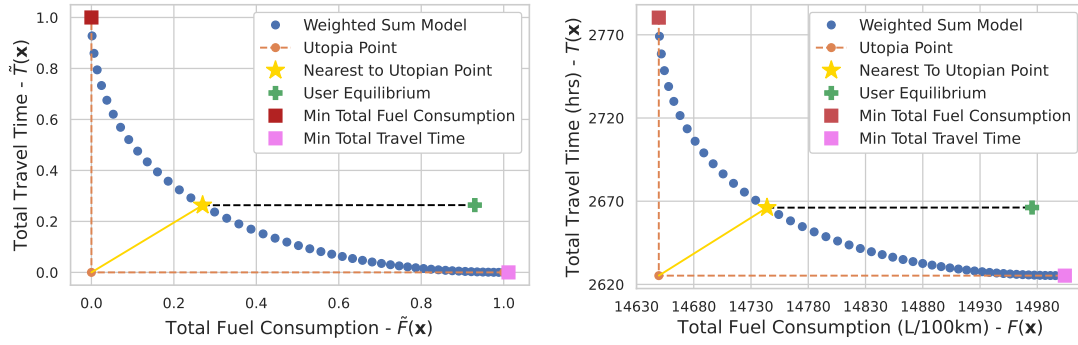 1.0
0.8
0.6
0.4
0.2
0.0
Total Travel Time - T̃(x)
0.0 0.2 0.4 0.6 0.8 1.0
Total Fuel Consumption - F̃(x)
Weighted Sum Model
Utopia Point
Nearest to Utopian Point
User Equilibrium
Min Total Fuel Consumption
Min Total Travel Time
2770
2720
2670
2620
Total Travel Time (hrs) - T(x)
14630 14680 14730 14780 14830 14880 14930 14980
Total Fuel Consumption (L/100km) - F(x)
Weighted Sum Model
Utopia Point
Nearest To Utopian Point
User Equilibrium
Min Total Fuel Consumption
Min Total Travel Time